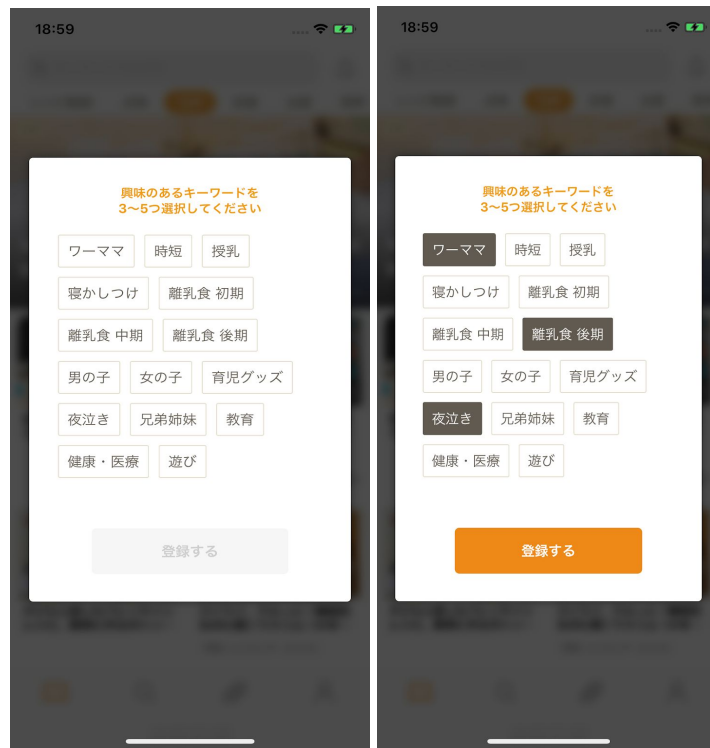 18:59
興味のあるキーワードを
3〜5つ選択してください
ワーママ 時短 授乳
寝かしつけ 離乳食 初期
離乳食 中期 離乳食 後期
男の子 女の子 育児グッズ
夜泣き 兄弟姉妹 教育
健康・医療 遊び
登録する
18:59
興味のあるキーワードを
3〜5つ選択してください
ワーママ 時短 授乳
寝かしつけ 離乳食 初期
離乳食 中期 離乳食 後期
男の子 女の子 育児グッズ
夜泣き 兄弟姉妹 教育
健康・医療 遊び
登録する